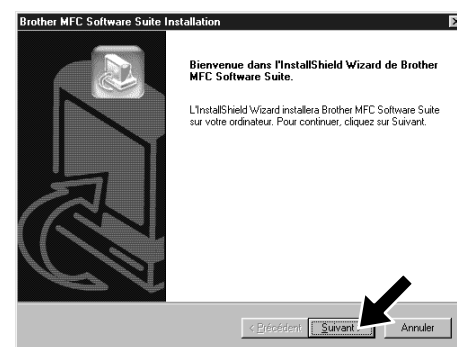 Brother MFC Software Suite Installation
Bienvenue dans l'InstallShield Wizard de Brother
MFC Software Suite.
L'InstallShield Wizard installera Brother MFC Software Suite
sur votre ordinateur. Pour continuer, cliquez sur Suivant.
< Précédent Suivant Annuler